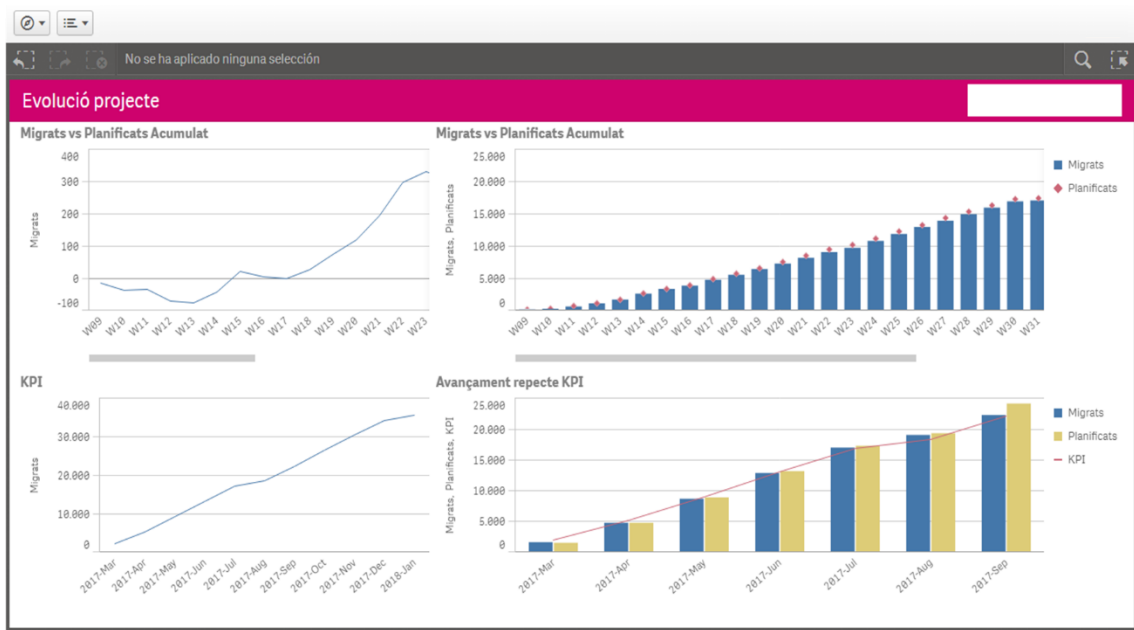 No se ha aplicado ninguna selección
Evolució projecte
Migrats vs Planificats Acumulat
Migrats
400
300
200
100
0
-100
W09 W10 W11 W12 W13 W14 W15 W16 W17 W18 W19 W20 W21 W22 W23
Migrats vs Planificats Acumulat
Migrats, Planificats
25.000
20.000
15.000
10.000
5.000
0
W09 W10 W11 W12 W13 W14 W15 W16 W17 W18 W19 W20 W21 W22 W23 W24 W25 W26 W27 W28 W29 W30 W31
Migrats
Planificats
KPI
Migrats
40.000
30.000
20.000
10.000
0
2017-Mar 2017-Apr 2017-May 2017-Jun 2017-Jul 2017-Aug 2017-Sep 2017-Oct 2017-Nov 2017-Dec 2018-Jan
Avançament repecte KPI
Migrats, Planificats, KPI
25.000
20.000
15.000
10.000
5.000
0
2017-Mar 2017-Apr 2017-May 2017-Jun 2017-Jul 2017-Aug 2017-Sep
Migrats
Planificats
KPI